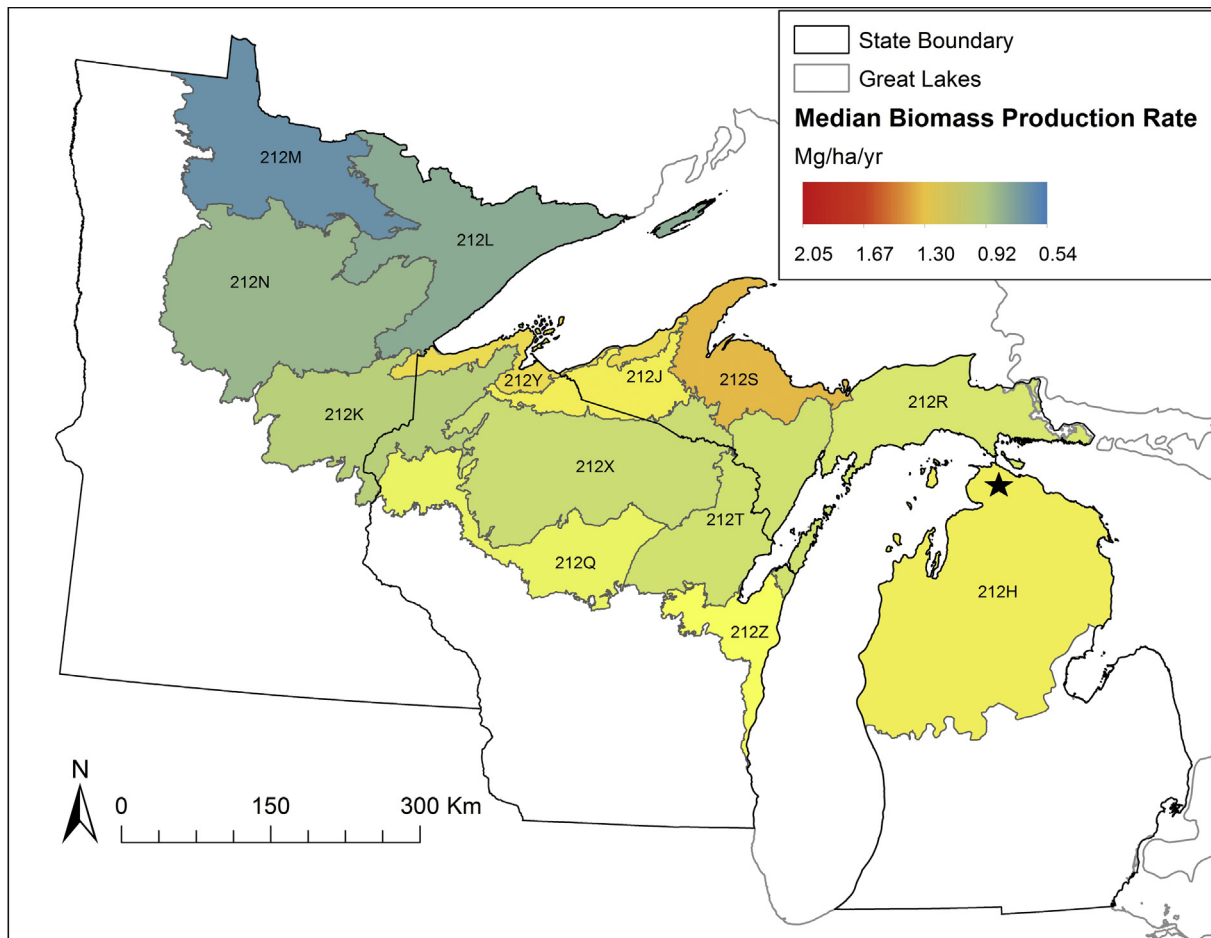 State Boundary
Great Lakes
Median Biomass Production Rate
Mg/ha/yr
2.05 1.67 1.30 0.92 0.54
212M
212L
212N
212J
212Y
212S
212K
212R
212X
212T
212Q
212H
212Z
N
0 150 300 Km